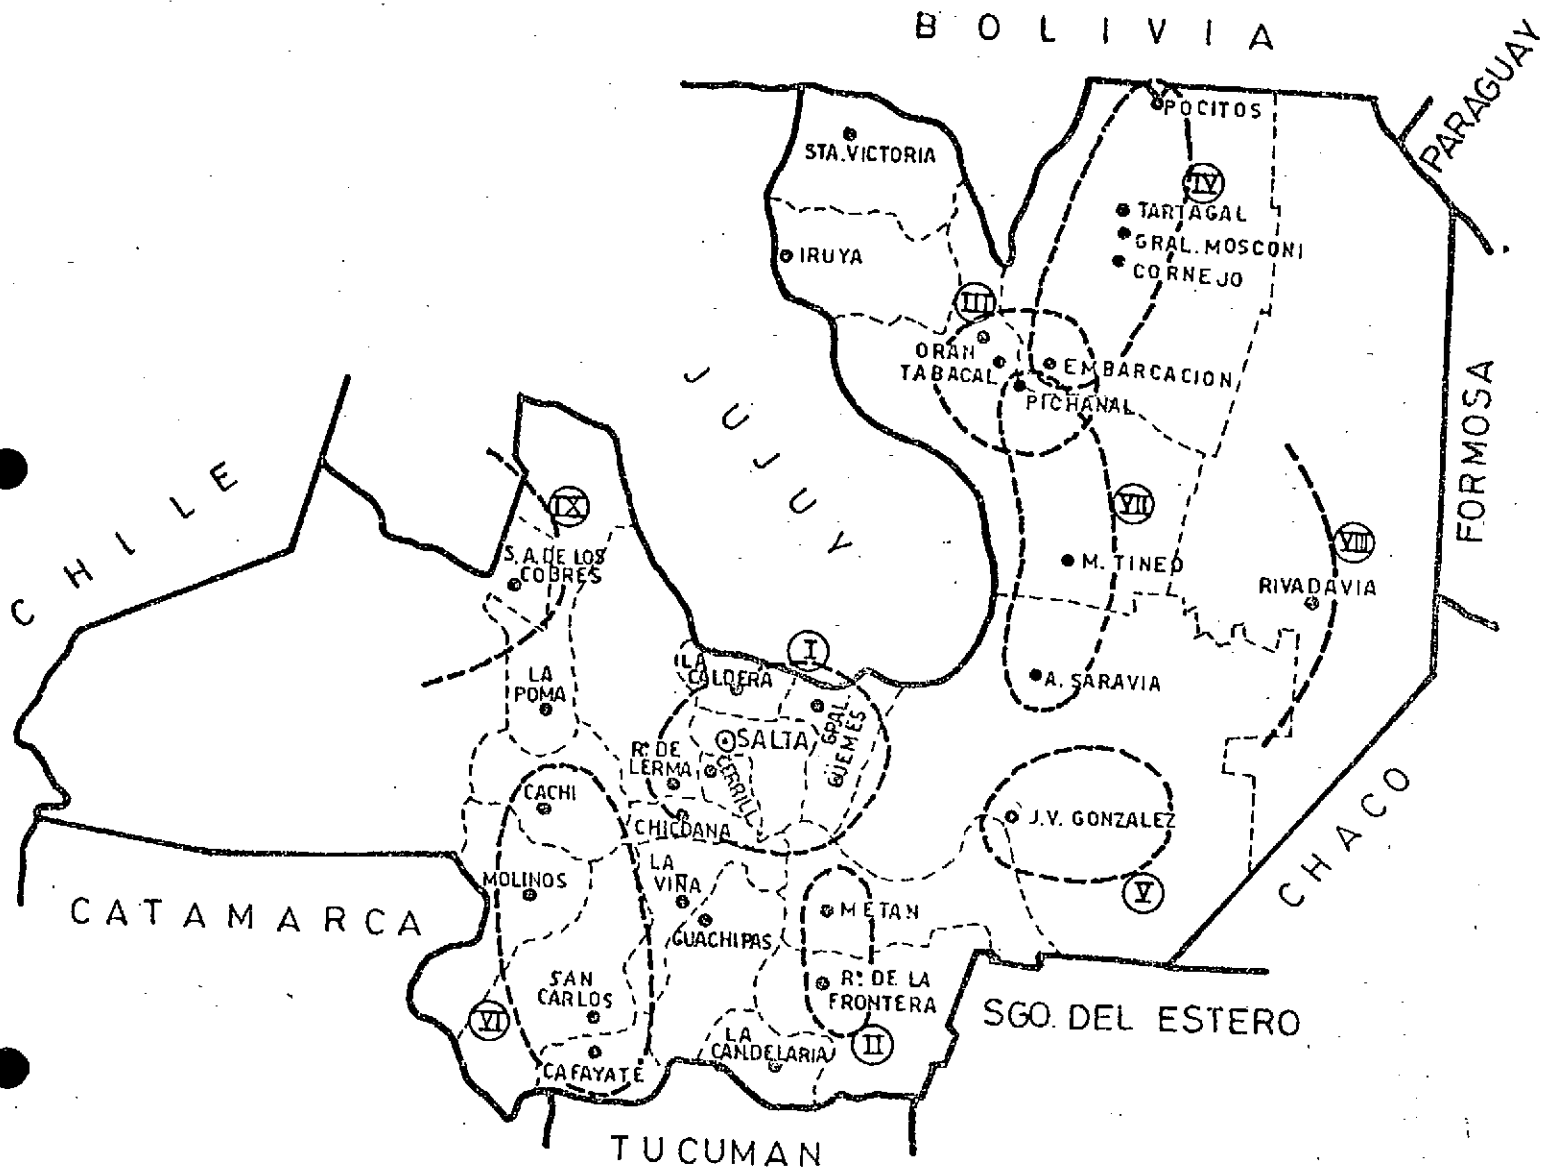 BOLIVIA
PARAGUAY
POCITOS
STA. VICTORIA
IV
TARTAGAL
GRAL. MOSCONI
IRUYA
CORNEJO
III
ORAN
TABACAL
EMBARCACION
PICHANAL
JUJUY
FORMOSA
CHILE
IX
VII
VIII
S. A. DE LOS
COBRES
M. TINEO
RIVADAVIA
I
LA
CALDERA
LA
POMA
A. SARAVIA
GRAL
GÜEMES
SALTA
R. DE
LERMA
CERRILL
CACHI
CHICOANA
J.V. GONZALEZ
CHACO
MOLINOS
LA
VIÑA
V
METAN
CATAMARCA
GUACHIPAS
SAN
CARLOS
R. DE LA
FRONTERA
VI
SGO. DEL ESTERO
LA
CANDELARIA
II
CAFAYATE
TUCUMAN